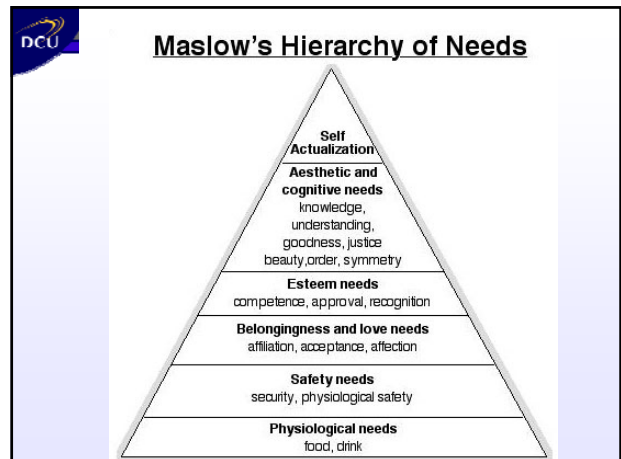 DCU
Maslow's Hierarchy of Needs
Self
Actualization
Aesthetic and
cognitive needs
knowledge,
understanding,
goodness, justice
beauty,order, symmetry
Esteem needs
competence, approval, recognition
Belongingness and love needs
affiliation, acceptance, affection
Safety needs
security, physiological safety
Physiological needs
food, drink